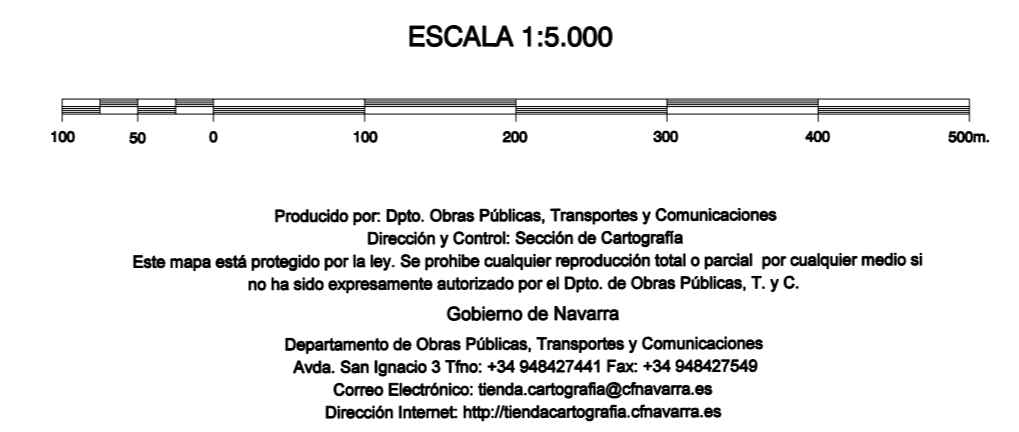 ESCALA 1:5.000
100 50 0 100 200 300 400 500m.
Producido por: Dpto. Obras Públicas, Transportes y Comunicaciones
Dirección y Control: Sección de Cartografía
Este mapa está protegido por la ley. Se prohibe cualquier reproducción total o parcial por cualquier medio si
no ha sido expresamente autorizado por el Dpto. de Obras Públicas, T. y C.
Gobierno de Navarra
Departamento de Obras Públicas, Transportes y Comunicaciones
Avda. San Ignacio 3 Tfno: +34 948427441 Fax: +34 948427549
Correo Electrónico: tienda.cartografia@cfnavarra.es
Dirección Internet: http://tiendacartografia.cfnavarra.es